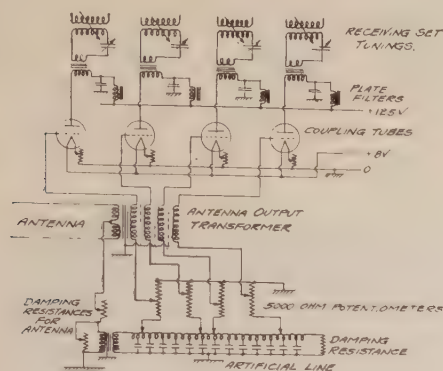 RECEIVING SET
TUNINGS.
PLATE
FILTERS
+125V
COUPLING TUBES
+8V
0
ANTENNA
ANTENNA OUTPUT
TRANSFORMER
DAMPING
RESISTANCES
FOR
ANTENNA
5000 OHM POTENTIOMETERS
DAMPING
RESISTANCE
ARTIFICIAL LINE